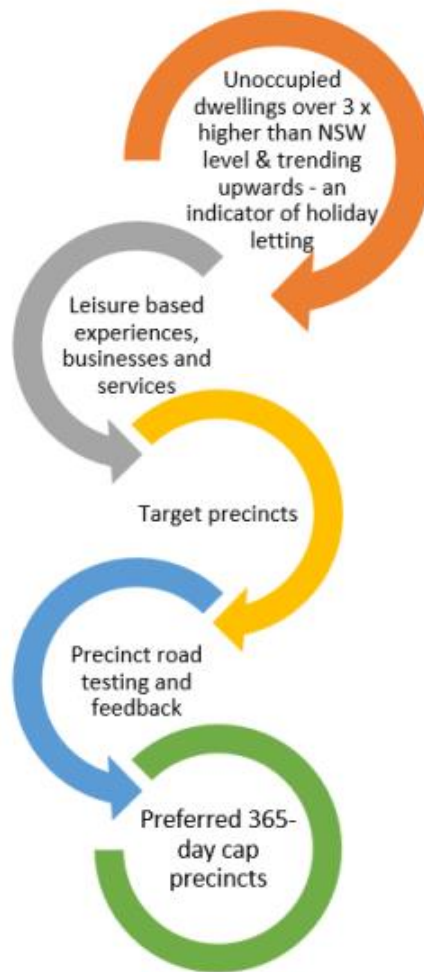 Unoccupied
dwellings over 3 x
higher than NSW
level & trending
upwards - an
indicator of holiday
letting
Leisure based
experiences,
businesses and
services
Target precincts
Precinct road
testing and
feedback
Preferred 365-
day cap
precincts